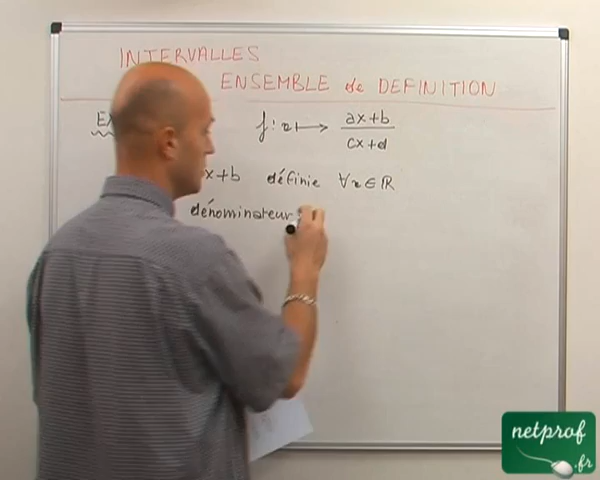 INTERVALLES
ENSEMBLE de DEFINITION
f : x ↦ ax+b / cx+d
x+b définie ∀x∈ℝ
dénominateur
netprof
.fr